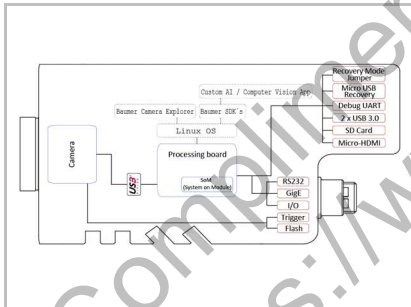 Recovery Mode
Jumper
Micro USB
Recovery
Debug UART
2 x USB 3.0
SD Card
Micro-HDMI
Custom AI / Computer Vision App
Baumer Camera Explorer
Baumer SDK's
Linux OS
Processing board
Camera
SoM
(System on Module)
RS232
GigE
I/O
Trigger
Flash